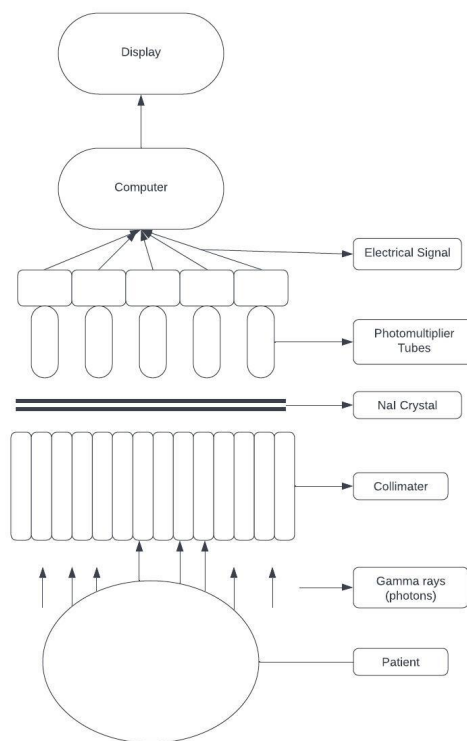 Display
Computer
Electrical Signal
Photomultiplier
Tubes
NaI Crystal
Collimater
Gamma rays
(photons)
Patient